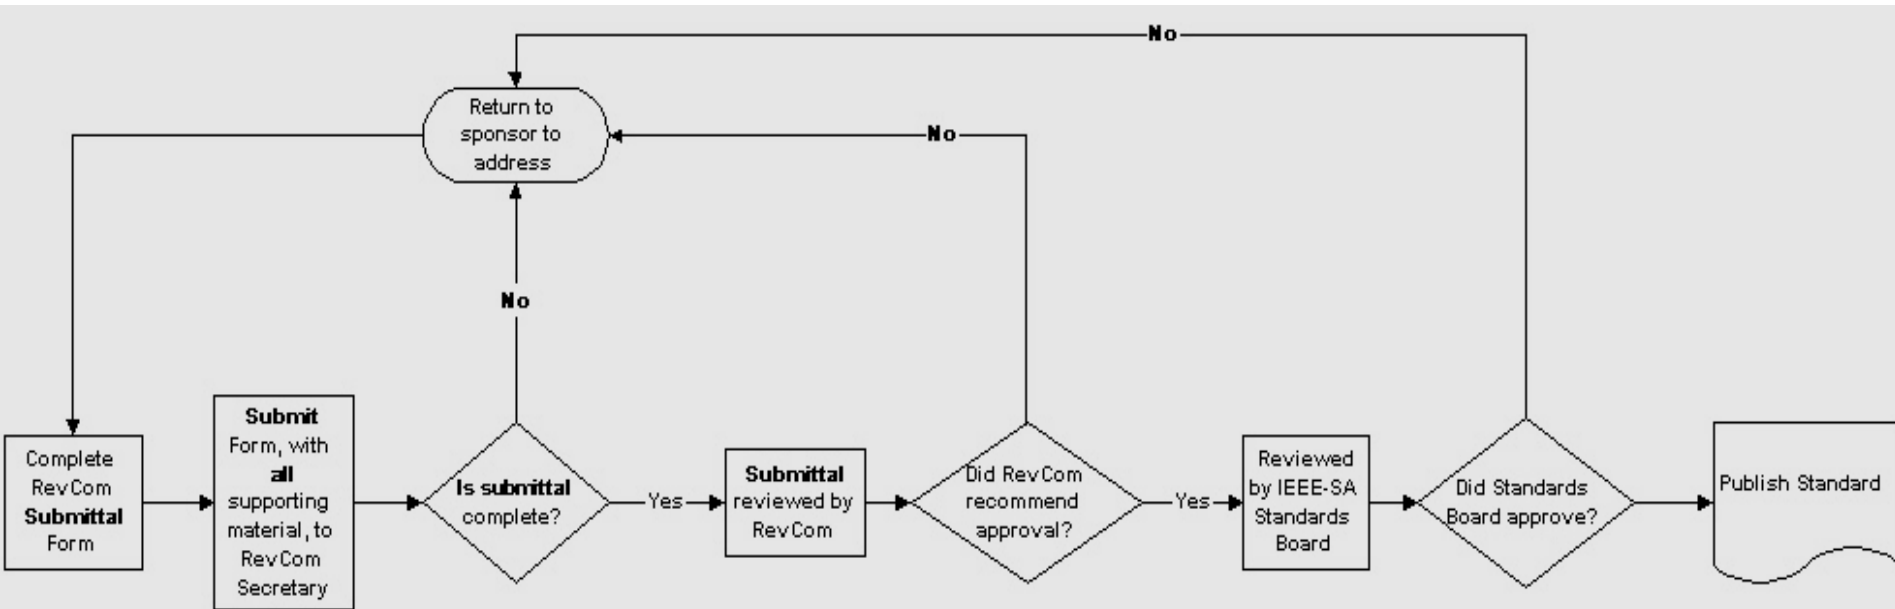 No
Return to
sponsor to
address
No
No
Complete
RevCom
Submittal
Form
Submit
Form, with
all
supporting
material, to
RevCom
Secretary
Is submittal
complete?
Yes
Submittal
reviewed by
RevCom
Did RevCom
recommend
approval?
Yes
Reviewed
by IEEE-SA
Standards
Board
Did Standards
Board approve?
Publish Standard